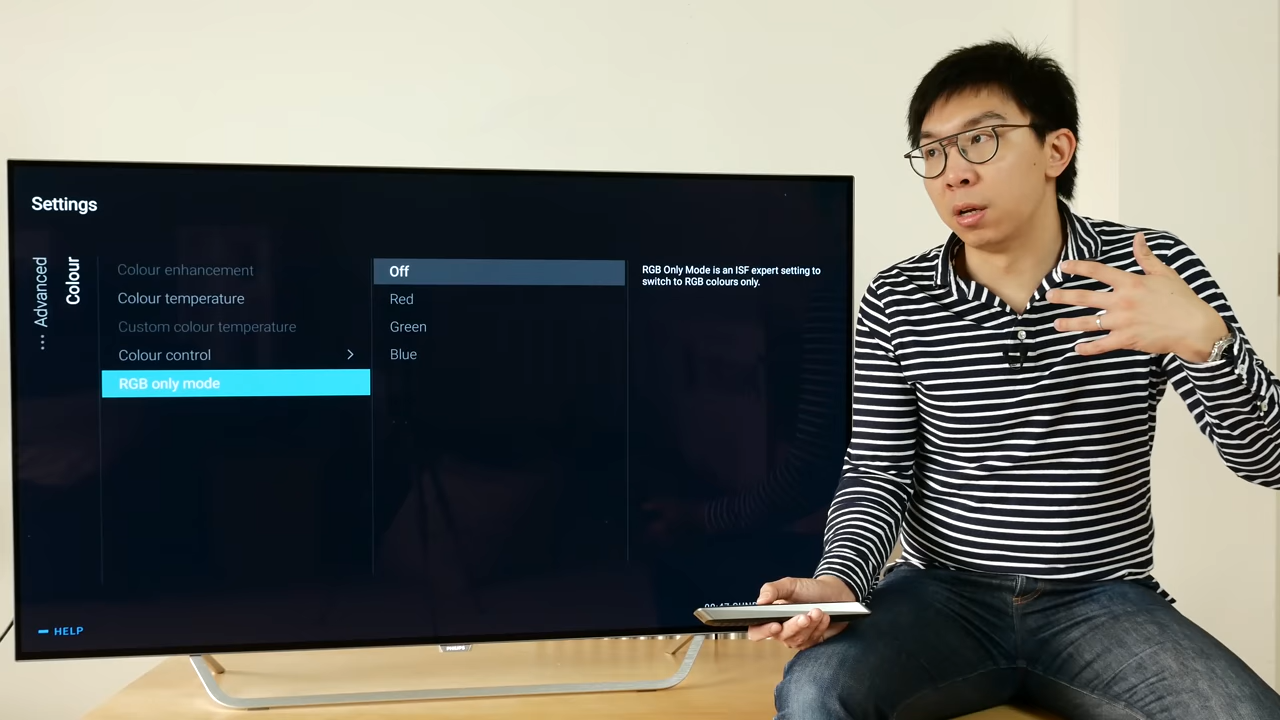 Settings
... Advanced
Colour
Colour enhancement
Colour temperature
Custom colour temperature
Colour control
RGB only mode
Off
Red
Green
Blue
RGB Only Mode is an ISF expert setting to
switch to RGB colours only.
HELP
PHILIPS